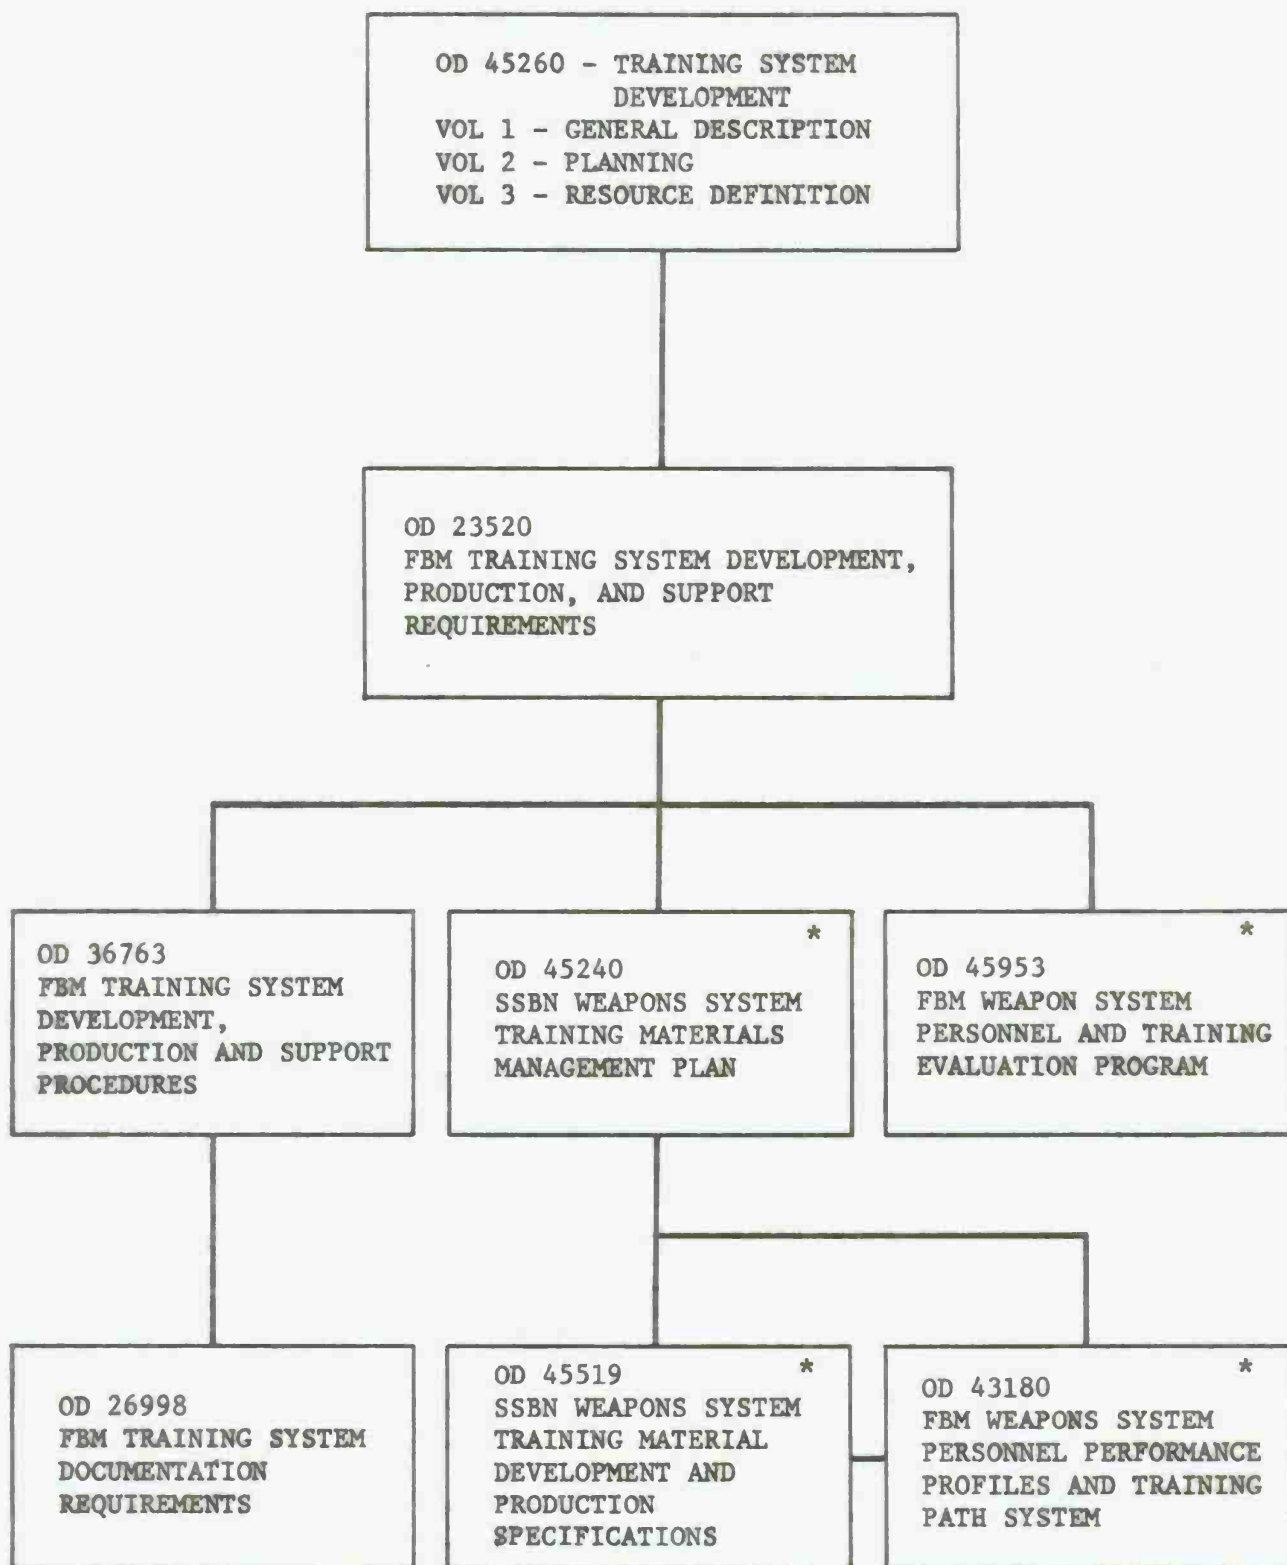 OD 45260 - TRAINING SYSTEM
DEVELOPMENT
VOL 1 - GENERAL DESCRIPTION
VOL 2 - PLANNING
VOL 3 - RESOURCE DEFINITION
OD 23520
FBM TRAINING SYSTEM DEVELOPMENT,
PRODUCTION, AND SUPPORT
REQUIREMENTS
OD 36763
FBM TRAINING SYSTEM
DEVELOPMENT,
PRODUCTION AND SUPPORT
PROCEDURES
*
OD 45240
SSBN WEAPONS SYSTEM
TRAINING MATERIALS
MANAGEMENT PLAN
*
OD 45953
FBM WEAPON SYSTEM
PERSONNEL AND TRAINING
EVALUATION PROGRAM
OD 26998
FBM TRAINING SYSTEM
DOCUMENTATION
REQUIREMENTS
*
OD 45519
SSBN WEAPONS SYSTEM
TRAINING MATERIAL
DEVELOPMENT AND
PRODUCTION
SPECIFICATIONS
*
OD 43180
FBM WEAPONS SYSTEM
PERSONNEL PERFORMANCE
PROFILES AND TRAINING
PATH SYSTEM